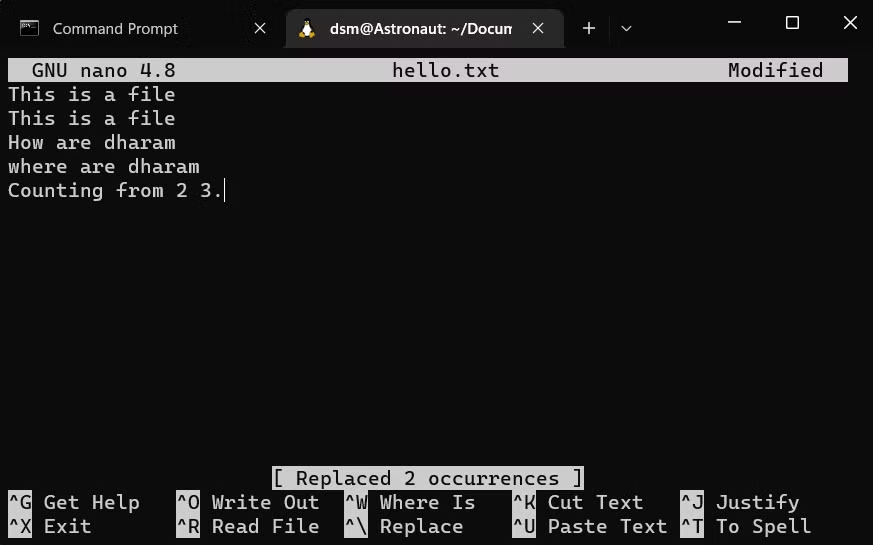 Command Prompt
dsm@Astronaut: ~/Docum
GNU nano 4.8 hello.txt Modified
This is a file
This is a file
How are dharam
where are dharam
Counting from 2 3.
[ Replaced 2 occurrences ]
^G Get Help ^O Write Out ^W Where Is ^K Cut Text ^J Justify
^X Exit ^R Read File ^\ Replace ^U Paste Text ^T To Spell